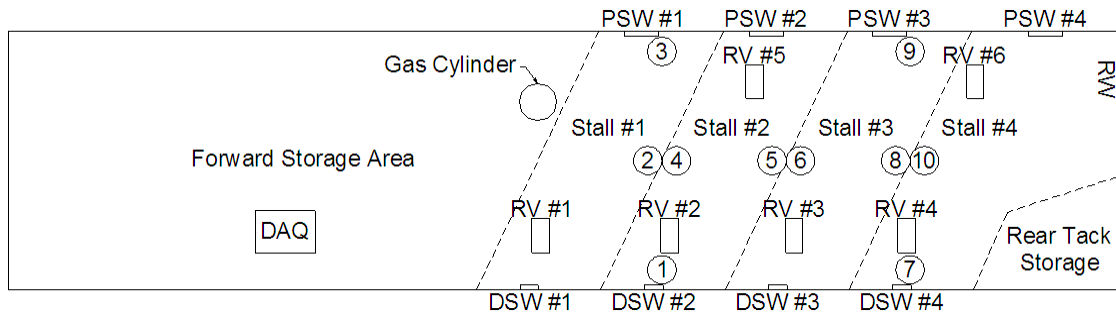 PSW #1 PSW #2 PSW #3 PSW #4
3 9
Gas Cylinder RV #5 RV #6 RW
Stall #1 Stall #2 Stall #3 Stall #4
Forward Storage Area 2 4 5 6 8 10
RV #1 RV #2 RV #3 RV #4
DAQ Rear Tack
Storage
1 7
DSW #1 DSW #2 DSW #3 DSW #4